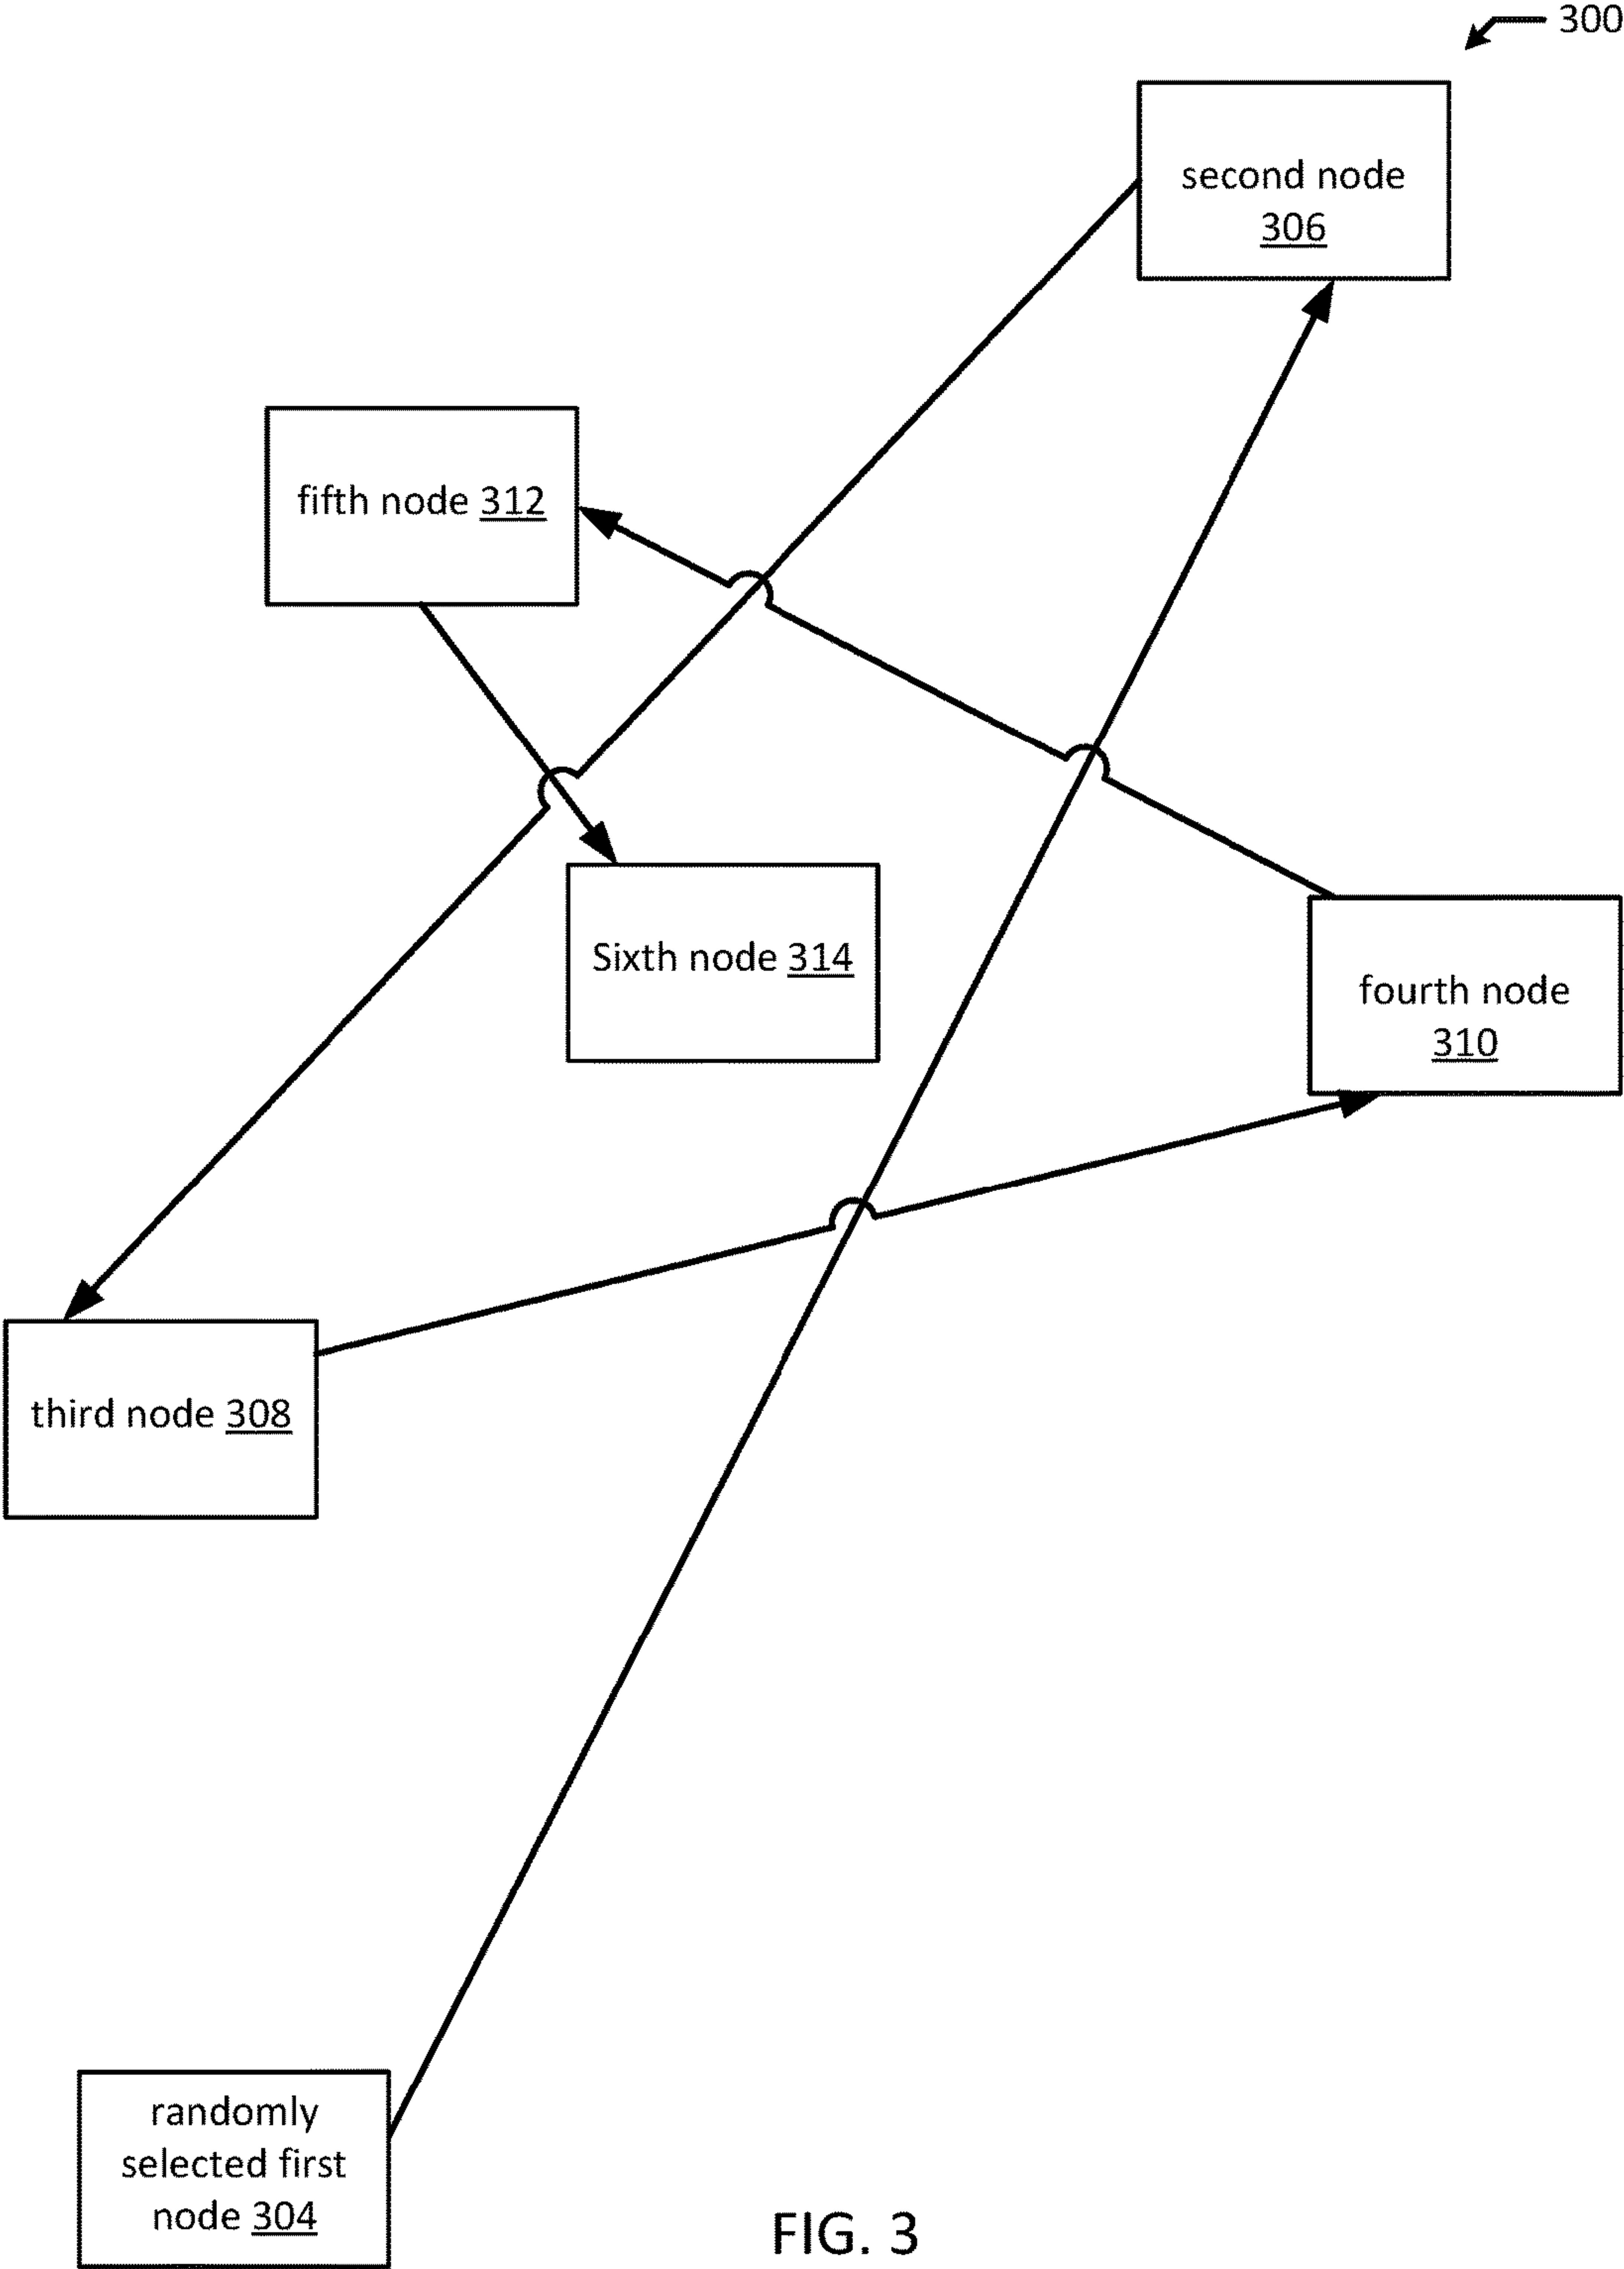 300
second node
306
fifth node 312
Sixth node 314
fourth node
310
third node 308
randomly
selected first
node 304
FIG. 3